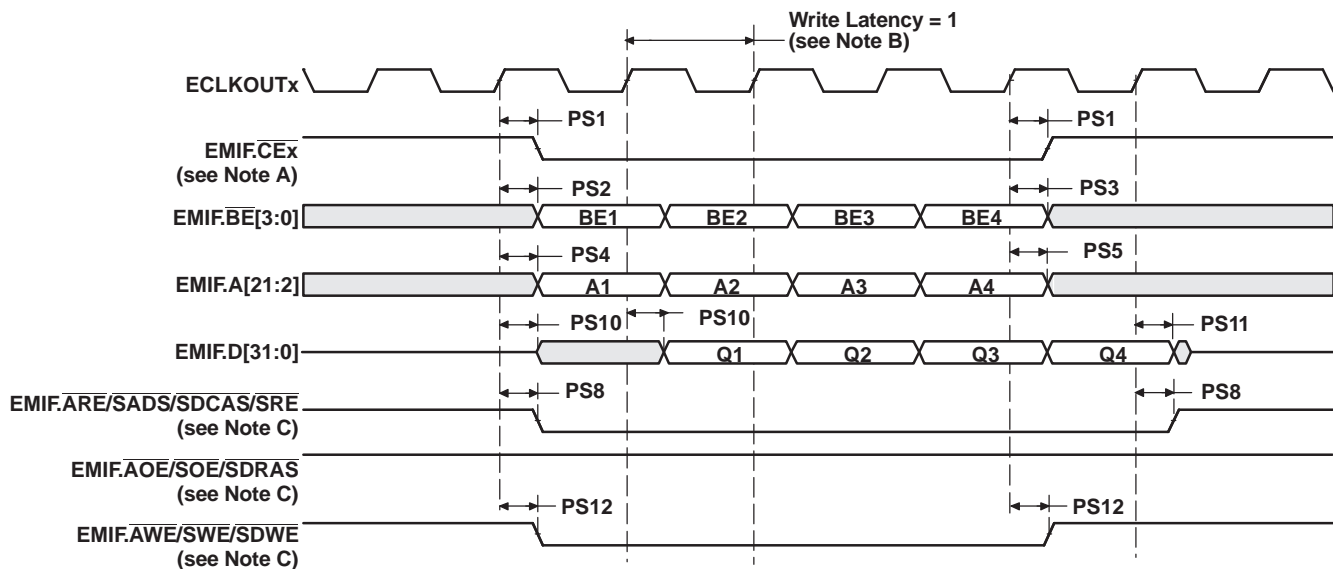 Write Latency = 1
(see Note B)
ECLKOUTx
PS1 PS1
EMIF.CEx
(see Note A)
PS2 PS3
EMIF.BE[3:0] BE1 BE2 BE3 BE4
PS4 PS5
EMIF.A[21:2] A1 A2 A3 A4
PS10 PS10 PS11
EMIF.D[31:0] Q1 Q2 Q3 Q4
PS8 PS8
EMIF.ARE/SADS/SDCAS/SRE
(see Note C)
EMIF.AOE/SOE/SDRAS
(see Note C)
PS12 PS12
EMIF.AWE/SWE/SDWE
(see Note C)